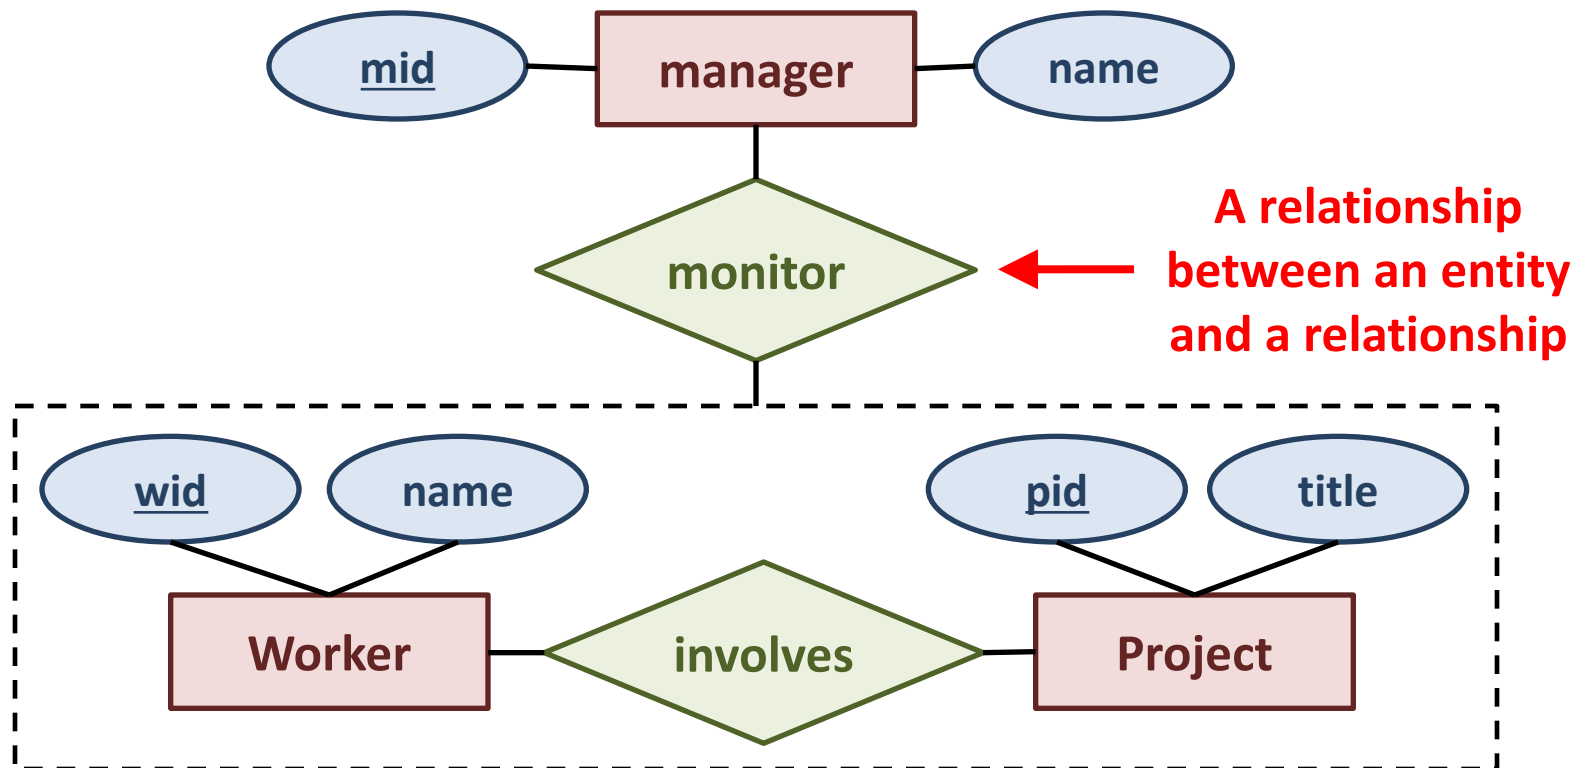 mid
manager
name
monitor
A relationship
between an entity
and a relationship
wid
name
pid
title
Worker
involves
Project